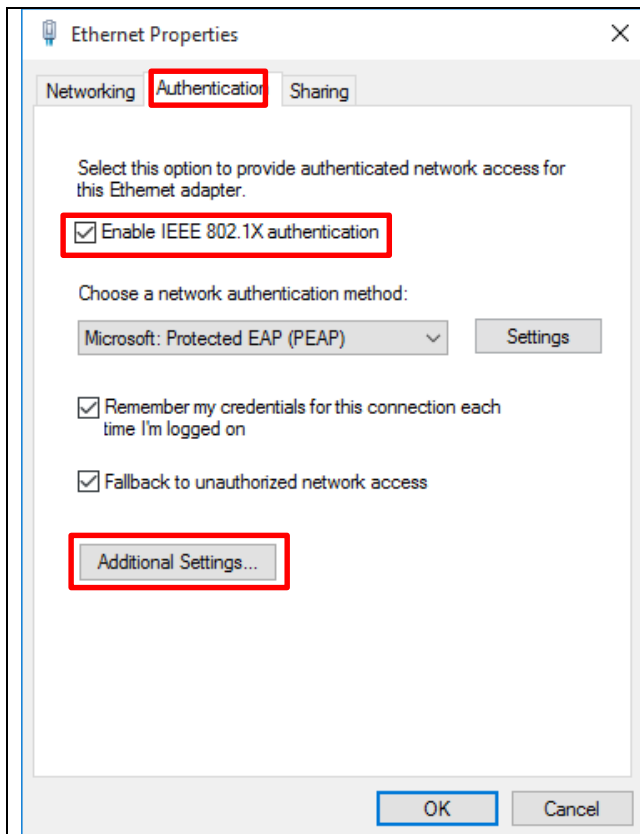 Ethernet Properties
Networking Authentication Sharing
Select this option to provide authenticated network access for
this Ethernet adapter.
Enable IEEE 802.1X authentication
Choose a network authentication method:
Microsoft: Protected EAP (PEAP) Settings
Remember my credentials for this connection each
time I'm logged on
Fallback to unauthorized network access
Additional Settings...
OK Cancel